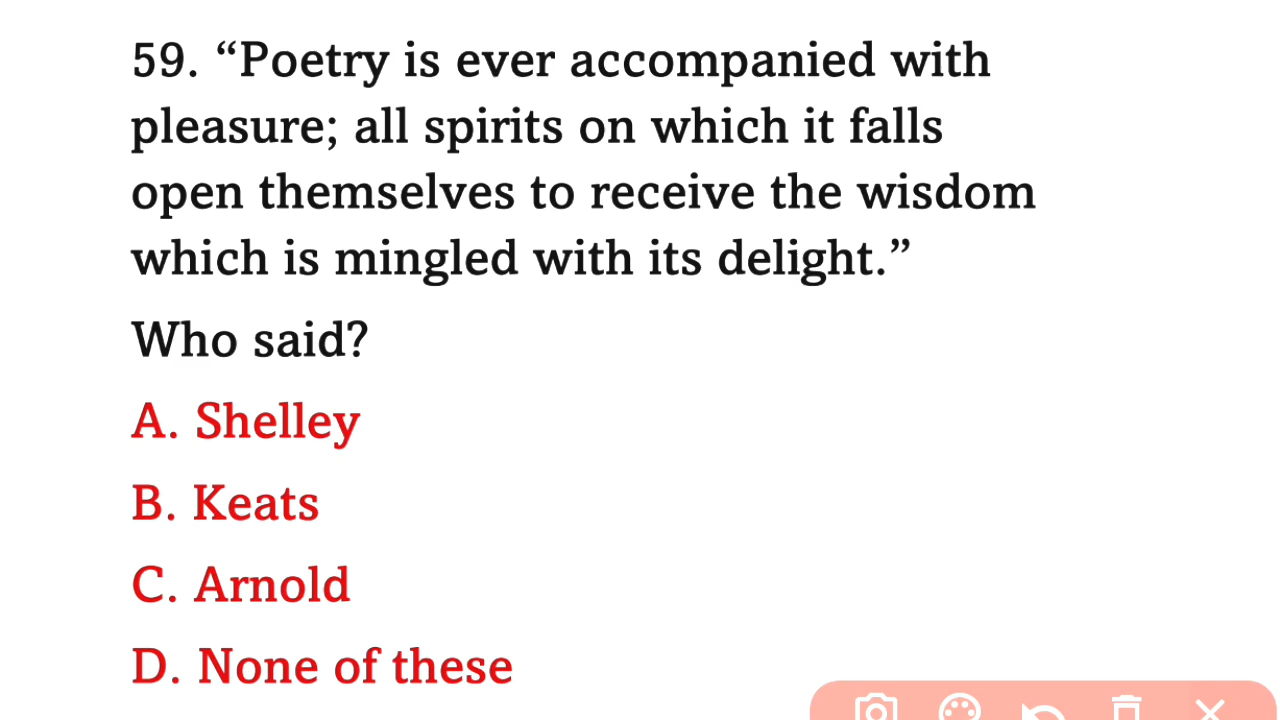 59. “Poetry is ever accompanied with
pleasure; all spirits on which it falls
open themselves to receive the wisdom
which is mingled with its delight.”
Who said?
A. Shelley
B. Keats
C. Arnold
D. None of these